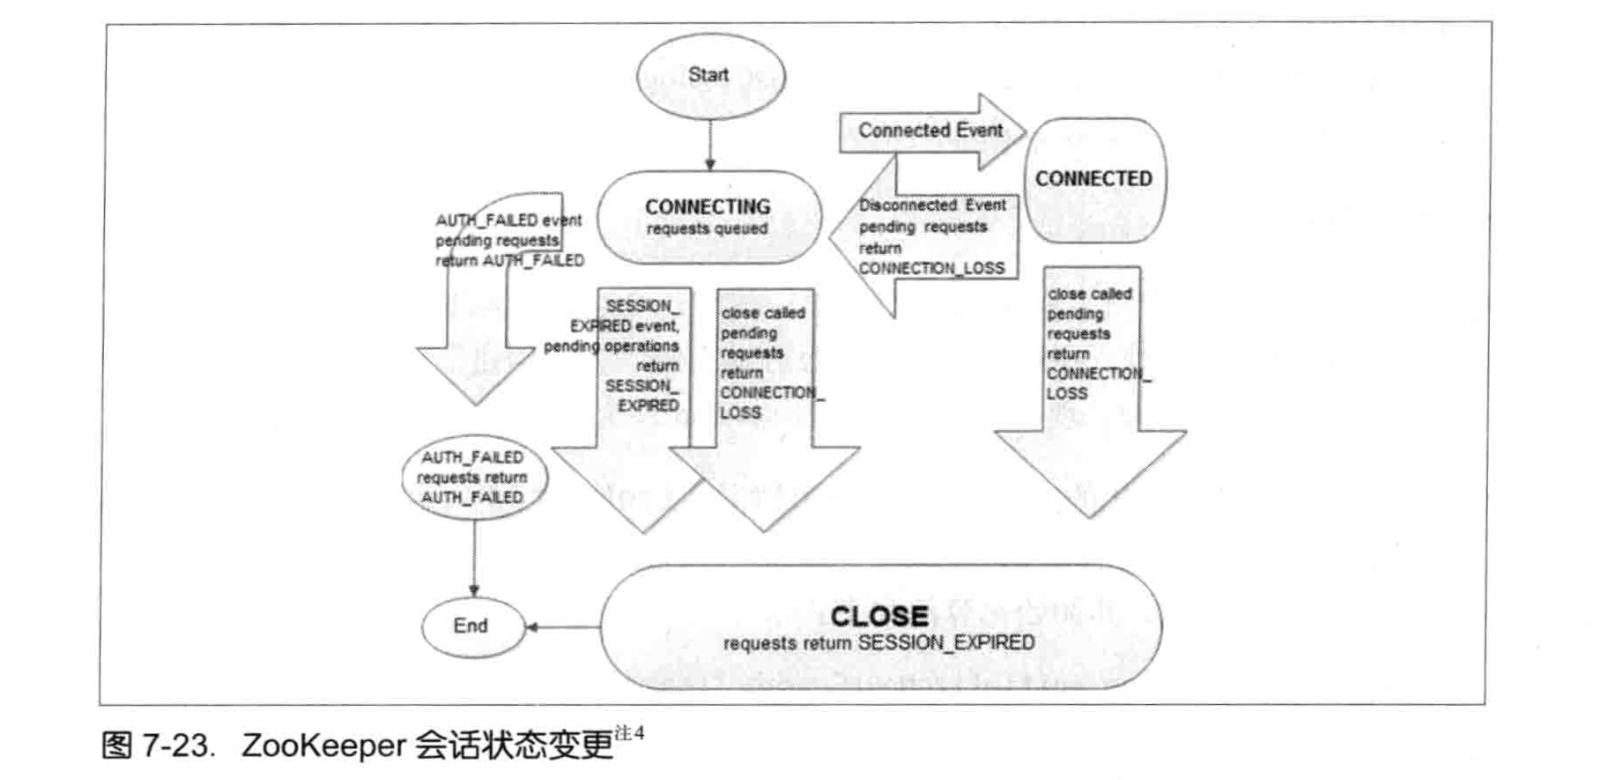 Start
Connected Event
CONNECTED
CONNECTING
requests queued
Disconnected Event
pending requests
return
CONNECTION_LOSS
AUTH_FAILED event
pending requests
return AUTH_FAILED
SESSION_
EXPIRED event,
pending operations
return
SESSION_
EXPIRED
close called
pending
requests
return
CONNECTION_
LOSS
close called
pending
requests
return
CONNECTION_
LOSS
AUTH_FAILED
requests return
AUTH_FAILED
End
CLOSE
requests return SESSION_EXPIRED
图 7-23. ZooKeeper 会话状态变更注4